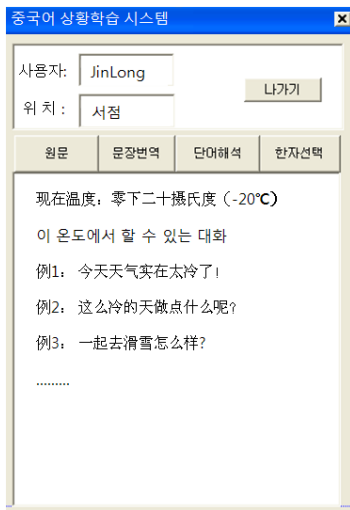 중국어 상황학습 시스템
사용자: JinLong
나가기
위 치 : 서점
원문 문장번역 단어해석 한자선택
现在温度：零下二十摄氏度（-20℃）
이 온도에서 할 수 있는 대화
例1： 今天天气实在太冷了！
例2： 这么冷的天做点什么呢？
例3： 一起去滑雪怎么样?
.........